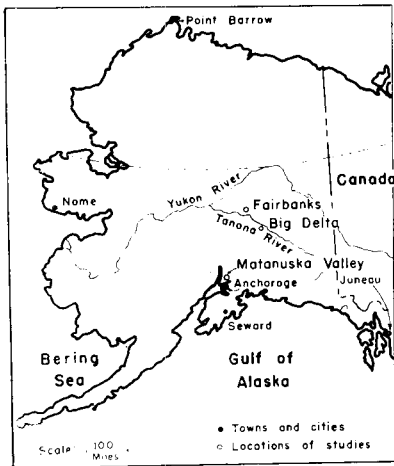 Point Barrow
Canada
Yukon River
Nome
Fairbanks
Big Delta
Tanana River
Matanuska Valley
Anchorage
Juneau
Seward
Bering
Sea
Gulf of
Alaska
Towns and cities
Locations of studies
Scale 100
Miles